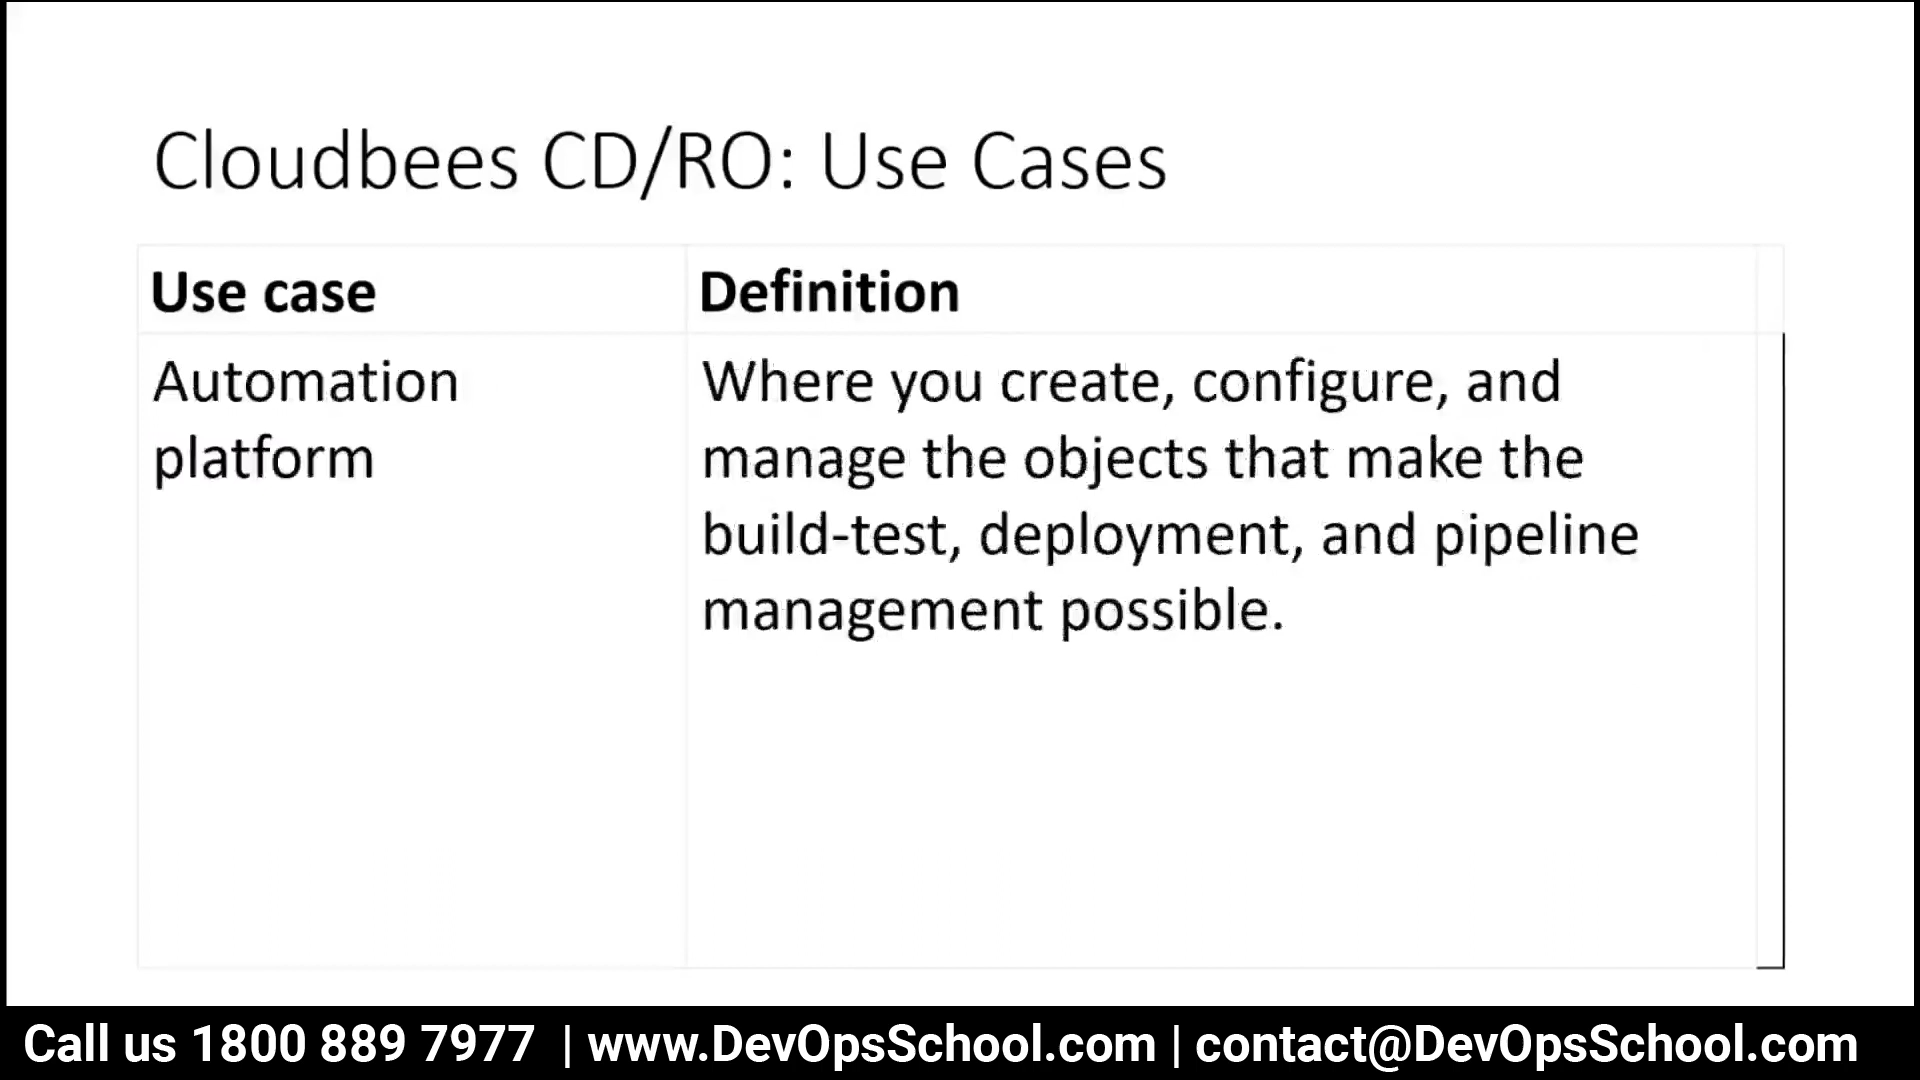 Cloudbees CD/RO: Use Cases
Use case
Definition
Automation
platform
Where you create, configure, and
manage the objects that make the
build-test, deployment, and pipeline
management possible.
Call us 1800 889 7977 | www.DevOpsSchool.com | contact@DevOpsSchool.com